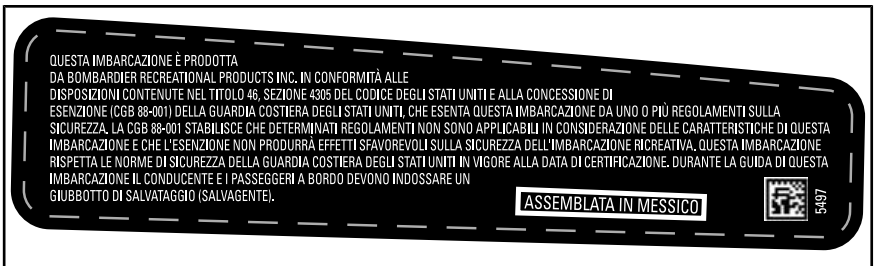 QUESTA IMBARCAZIONE È PRODOTTA
DA BOMBARDIER RECREATIONAL PRODUCTS INC. IN CONFORMITÀ ALLE
DISPOSIZIONI CONTENUTE NEL TITOLO 46, SEZIONE 4305 DEL CODICE DEGLI STATI UNITI E ALLA CONCESSIONE DI
ESENZIONE (CGB 88-001) DELLA GUARDIA COSTIERA DEGLI STATI UNITI, CHE ESENTA QUESTA IMBARCAZIONE DA UNO O PIÙ REGOLAMENTI SULLA
SICUREZZA. LA CGB 88-001 STABILISCE CHE DETERMINATI REGOLAMENTI NON SONO APPLICABILI IN CONSIDERAZIONE DELLE CARATTERISTICHE DI QUESTA
IMBARCAZIONE E CHE L'ESENZIONE NON PRODURRÀ EFFETTI SFAVOREVOLI SULLA SICUREZZA DELL'IMBARCAZIONE RICREATIVA. QUESTA IMBARCAZIONE
RISPETTA LE NORME DI SICUREZZA DELLA GUARDIA COSTIERA DEGLI STATI UNITI IN VIGORE ALLA DATA DI CERTIFICAZIONE. DURANTE LA GUIDA DI QUESTA
IMBARCAZIONE IL CONDUCENTE E I PASSEGGERI A BORDO DEVONO INDOSSARE UN
GIUBBOTTO DI SALVATAGGIO (SALVAGENTE).
ASSEMBLATA IN MESSICO
5497